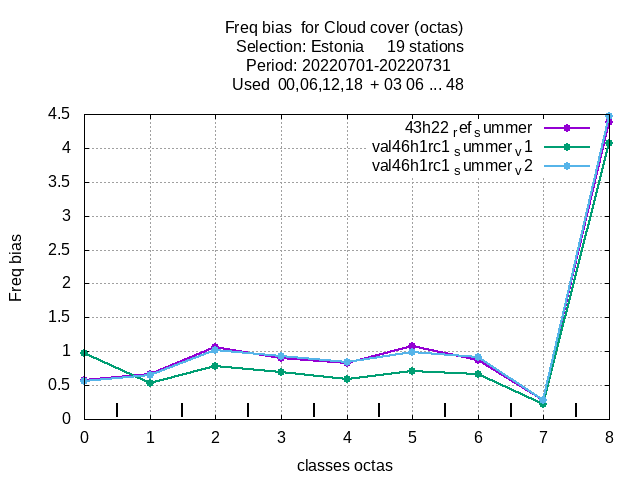 Freq bias  for Cloud cover (octas)
Selection: Estonia     19 stations
Period: 20220701-20220731
Used  00,06,12,18  + 03 06 ... 48
43h22 ref summer
val46h1rc1 summer v1
val46h1rc1 summer v2
4.5
4
3.5
3
2.5
2
1.5
1
0.5
0
Freq bias
0 1 2 3 4 5 6 7 8
classes octas